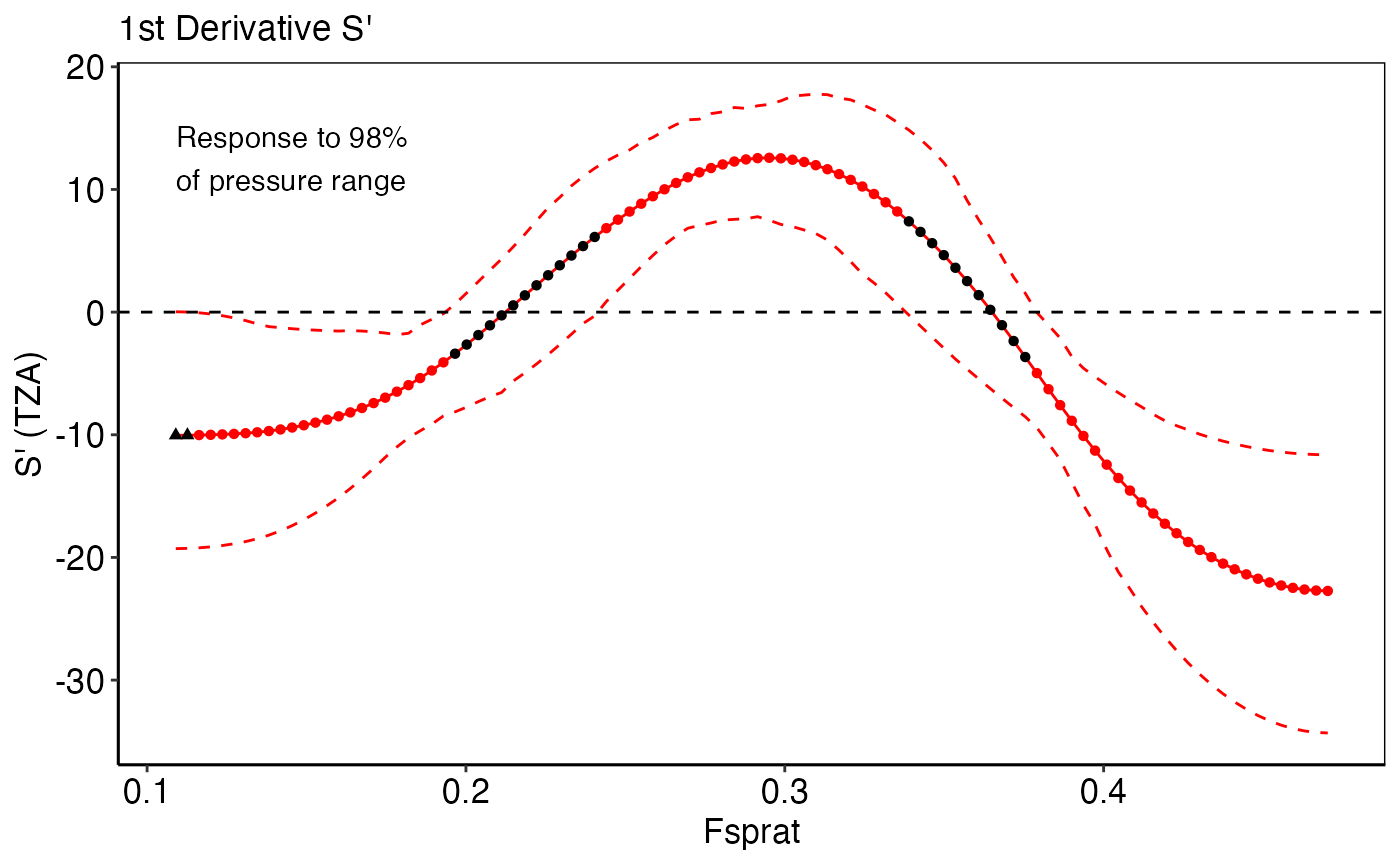 1st Derivative S'
20
10
0
-10
-20
-30
S' (TZA)
Response to 98%
of pressure range
0.1
0.2
0.3
0.4
Fsprat